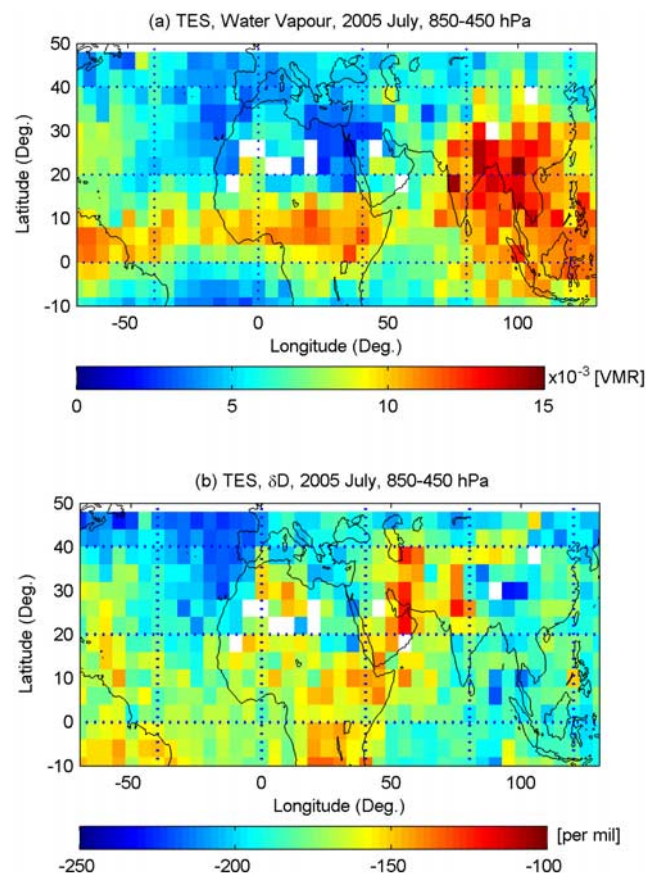 (a) TES, Water Vapour, 2005 July, 850-450 hPa
50
40
30
20
10
0
-10
Latitude (Deg.)
-50 0 50 100
Longitude (Deg.)
x10⁻³ [VMR]
0 5 10 15
(b) TES, δD, 2005 July, 850-450 hPa
50
40
30
20
10
0
-10
Latitude (Deg.)
-50 0 50 100
Longitude (Deg.)
[per mil]
-250 -200 -150 -100